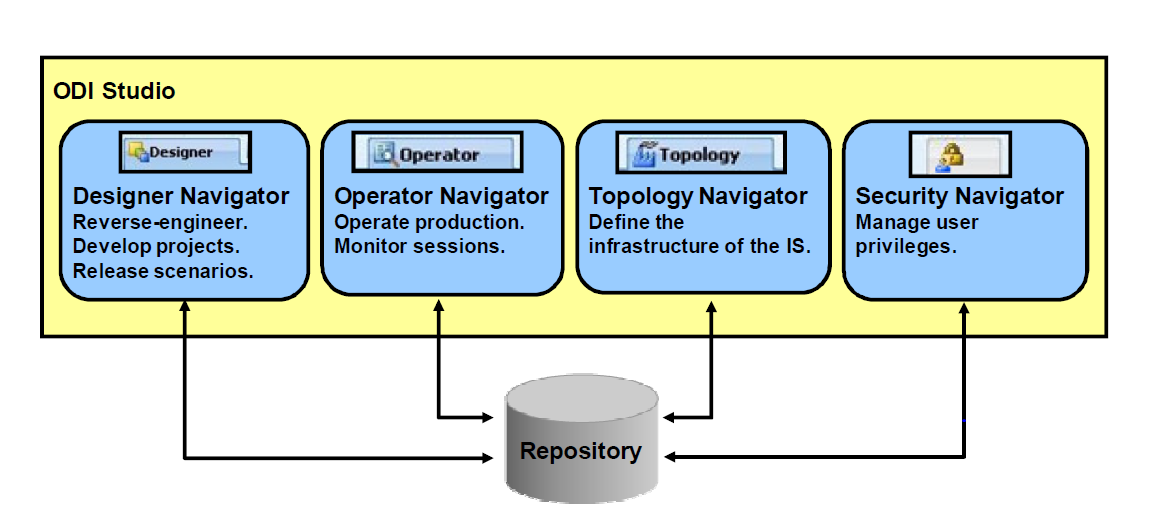 ODI Studio
Designer
Designer Navigator
Reverse-engineer.
Develop projects.
Release scenarios.
Operator
Operator Navigator
Operate production.
Monitor sessions.
Topology
Topology Navigator
Define the
infrastructure of the IS.
Security Navigator
Manage user
privileges.
Repository